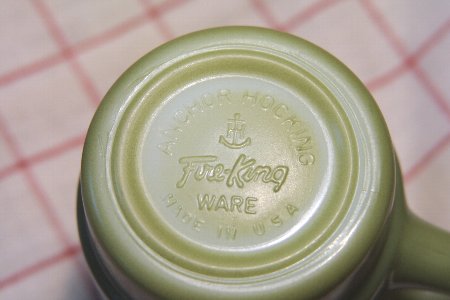 ANCHOR HOCKING
Fire-King
WARE
MADE IN U.S.A